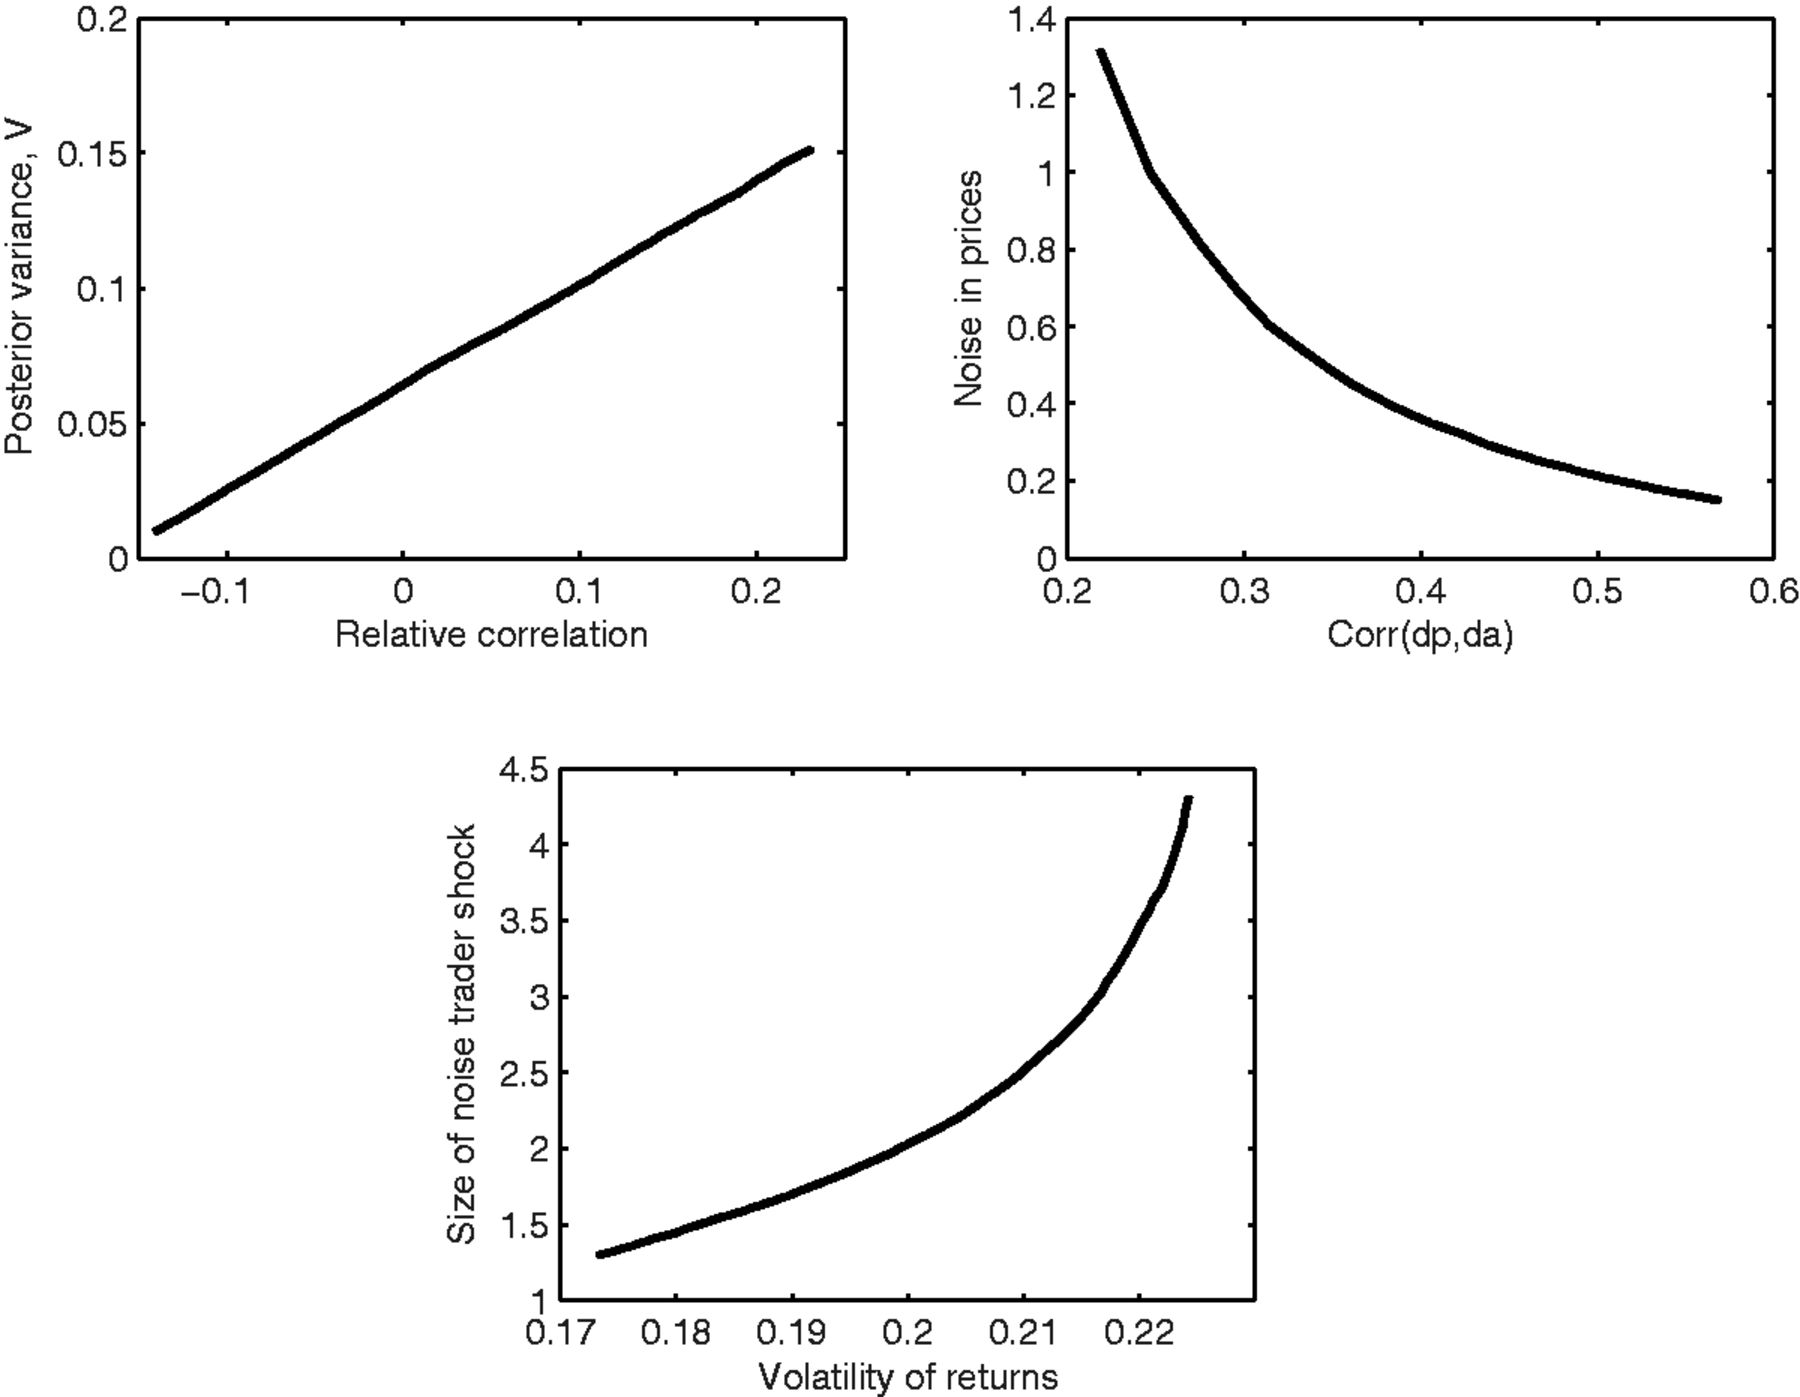 0.2
0.15
0.1
0.05
0
Posterior variance, V
−0.1 0 0.1 0.2
Relative correlation
1.4
1.2
1
0.8
0.6
0.4
0.2
0
Noise in prices
0.2 0.3 0.4 0.5 0.6
Corr(dp,da)
4.5
4
3.5
3
2.5
2
1.5
1
Size of noise trader shock
0.17 0.18 0.19 0.2 0.21 0.22
Volatility of returns